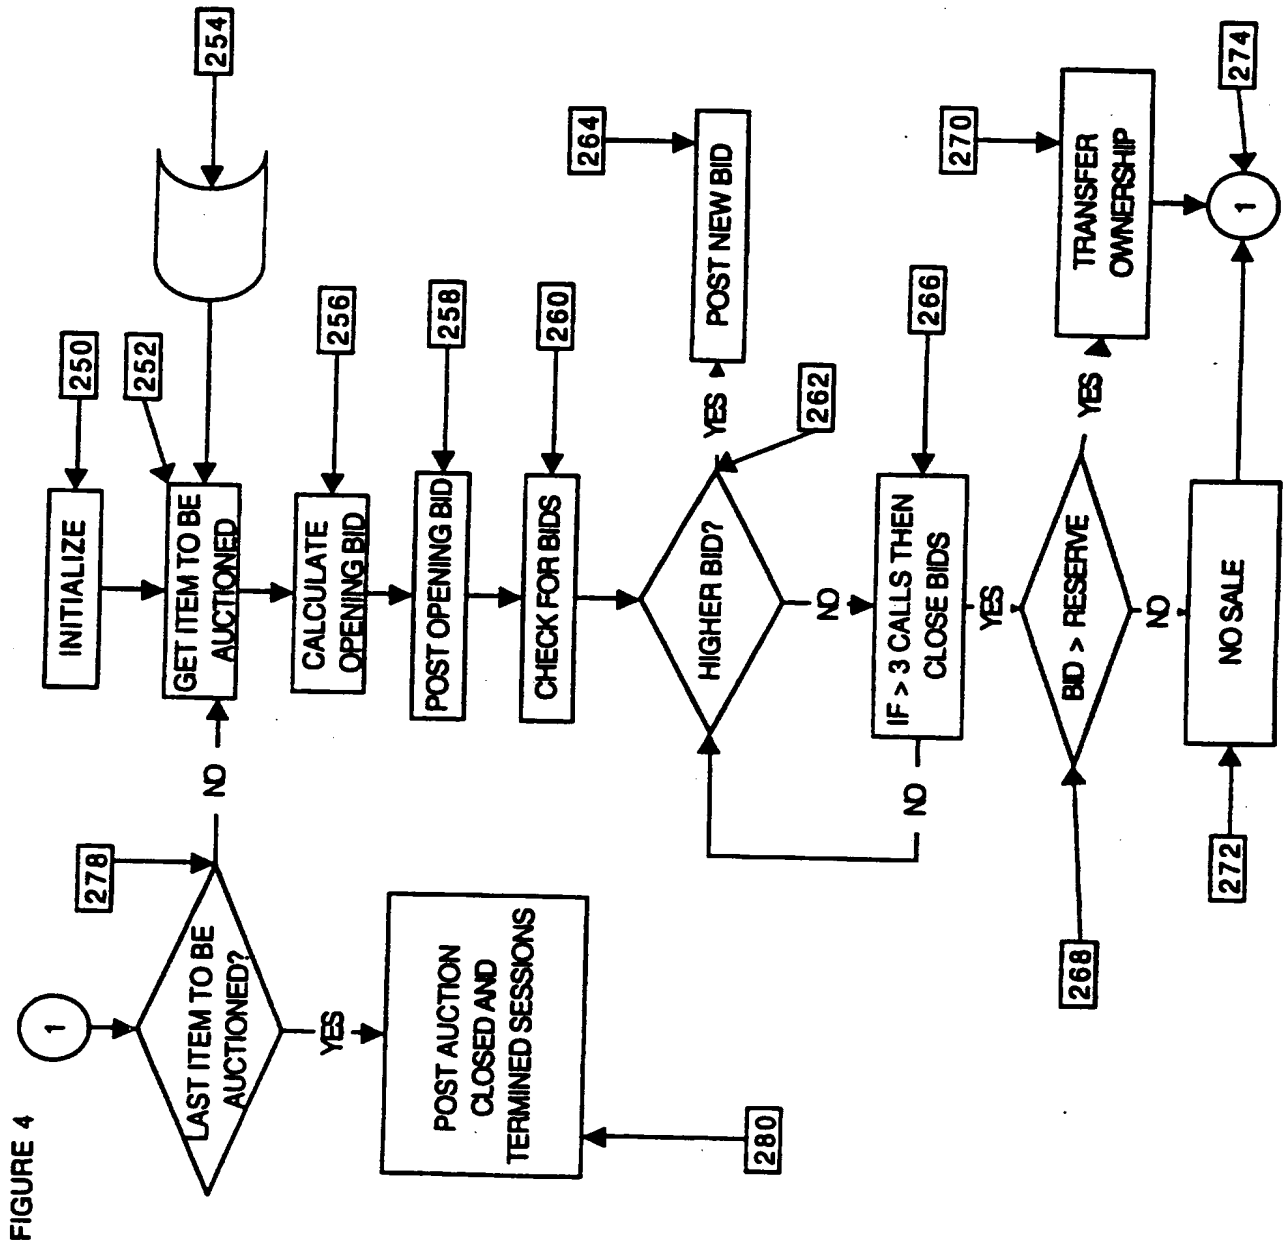 FIGURE 4
1
LAST ITEM TO BE
AUCTIONED?
278
NO
YES
POST AUCTION
CLOSED AND
TERMINED SESSIONS
280
INITIALIZE
250
252
GET ITEM TO BE
AUCTIONED
254
CALCULATE
OPENING BID
256
POST OPENING BID
258
CHECK FOR BIDS
260
HIGHER BID?
262
YES
POST NEW BID
264
NO
IF > 3 CALLS THEN
CLOSE BIDS
266
NO
YES
BID > RESERVE
268
YES
TRANSFER
OWNERSHIP
270
NO
NO SALE
272
1
274